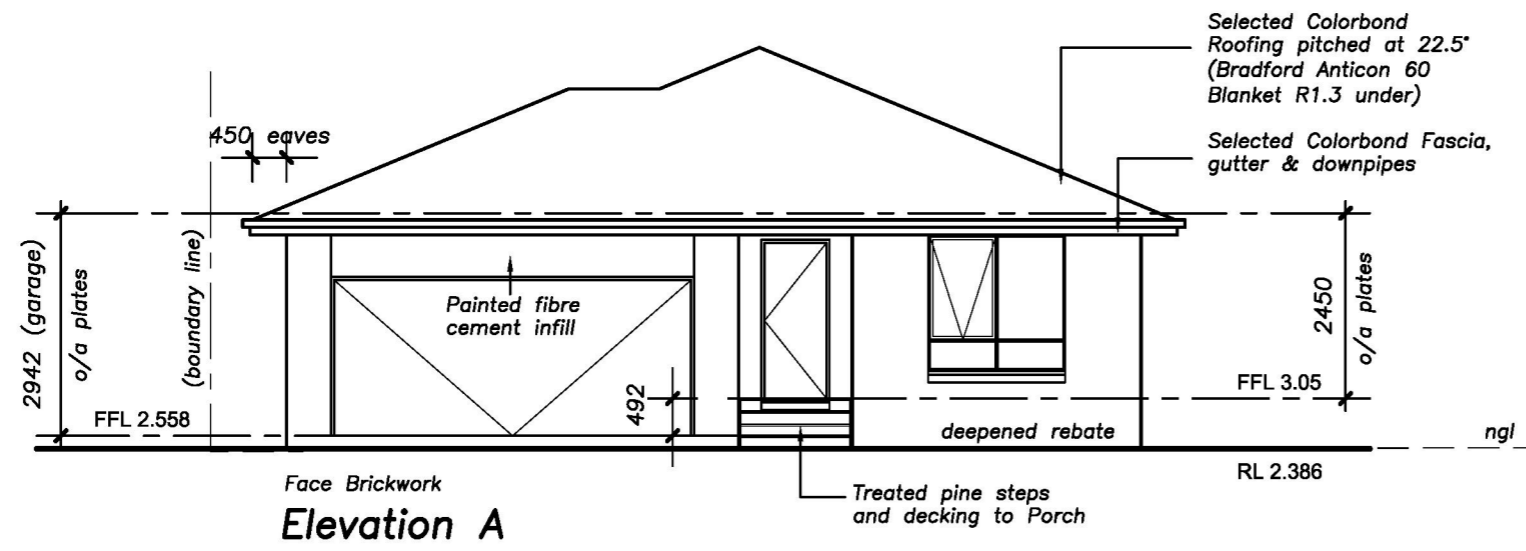 Selected Colorbond
Roofing pitched at 22.5°
(Bradford Anticon 60
Blanket R1.3 under)
450 eaves
Selected Colorbond Fascia,
gutter & downpipes
2942 (garage)
o/a plates
(boundary line)
Painted fibre
cement infill
2450
o/a plates
FFL 3.05
492
FFL 2.558
deepened rebate
ngl
RL 2.386
Face Brickwork
Treated pine steps
and decking to Porch
Elevation A